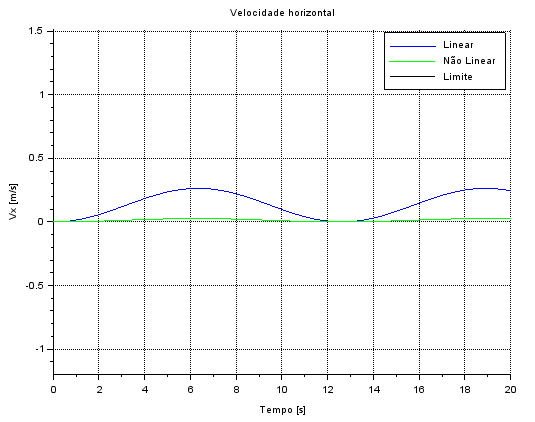 Velocidade horizontal
1.5
Linear
Não Linear
Limite
1
0.5
Vx [m/s]
0
-0.5
-1
0 2 4 6 8 10 12 14 16 18 20
Tempo [s]